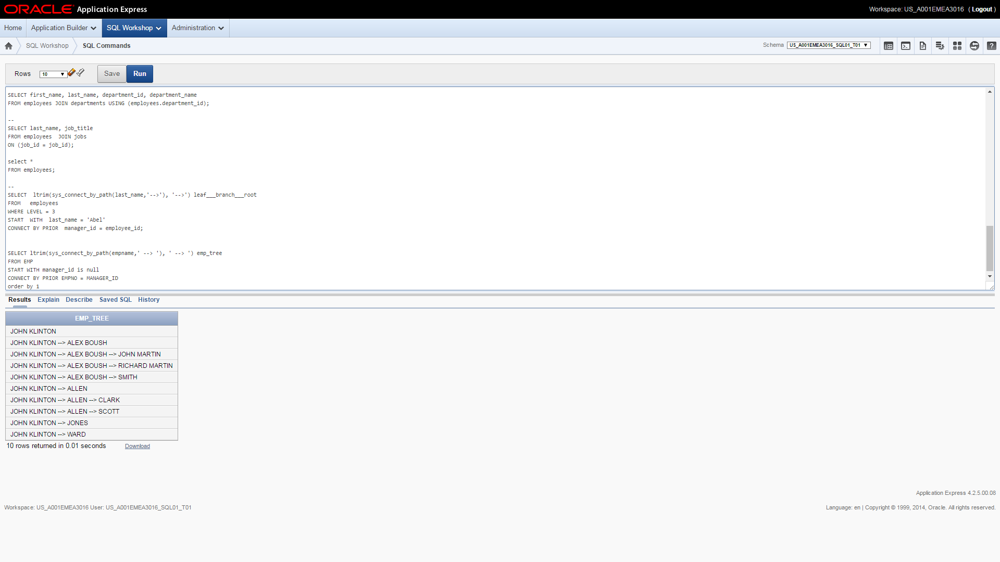 ORACLE Application Express
Workspace: US_A001EMEA3016 ( Logout )
Home Application Builder SQL Workshop Administration
SQL Workshop SQL Commands
Schema US_A001EMEA3016_SQL01_T01
Rows 10 Save Run
SELECT first_name, last_name, department_id, department_name
FROM employees JOIN departments USING (employees.department_id);
--
SELECT last_name, job_title
FROM employees  JOIN jobs
ON (job_id = job_id);
select *
FROM employees;
--
SELECT  ltrim(sys_connect_by_path(last_name,'-->'), '-->') leaf___branch___root
FROM   employees
WHERE LEVEL = 3
START  WITH  last_name = 'Abel'
CONNECT BY PRIOR  manager_id = employee_id;
SELECT ltrim(sys_connect_by_path(empname,' --> '), ' --> ') emp_tree
FROM EMP
START WITH manager_id is null
CONNECT BY PRIOR EMPNO = MANAGER_ID
order by 1
Results Explain Describe Saved SQL History
EMP_TREE
JOHN KLINTON
JOHN KLINTON --> ALEX BOUSH
JOHN KLINTON --> ALEX BOUSH --> JOHN MARTIN
JOHN KLINTON --> ALEX BOUSH --> RICHARD MARTIN
JOHN KLINTON --> ALEX BOUSH --> SMITH
JOHN KLINTON --> ALLEN
JOHN KLINTON --> ALLEN --> CLARK
JOHN KLINTON --> ALLEN --> SCOTT
JOHN KLINTON --> JONES
JOHN KLINTON --> WARD
10 rows returned in 0.01 seconds Download
Application Express 4.2.5.00.08
Workspace: US_A001EMEA3016 User: US_A001EMEA3016_SQL01_T01
Language: en | Copyright © 1999, 2014, Oracle. All rights reserved.